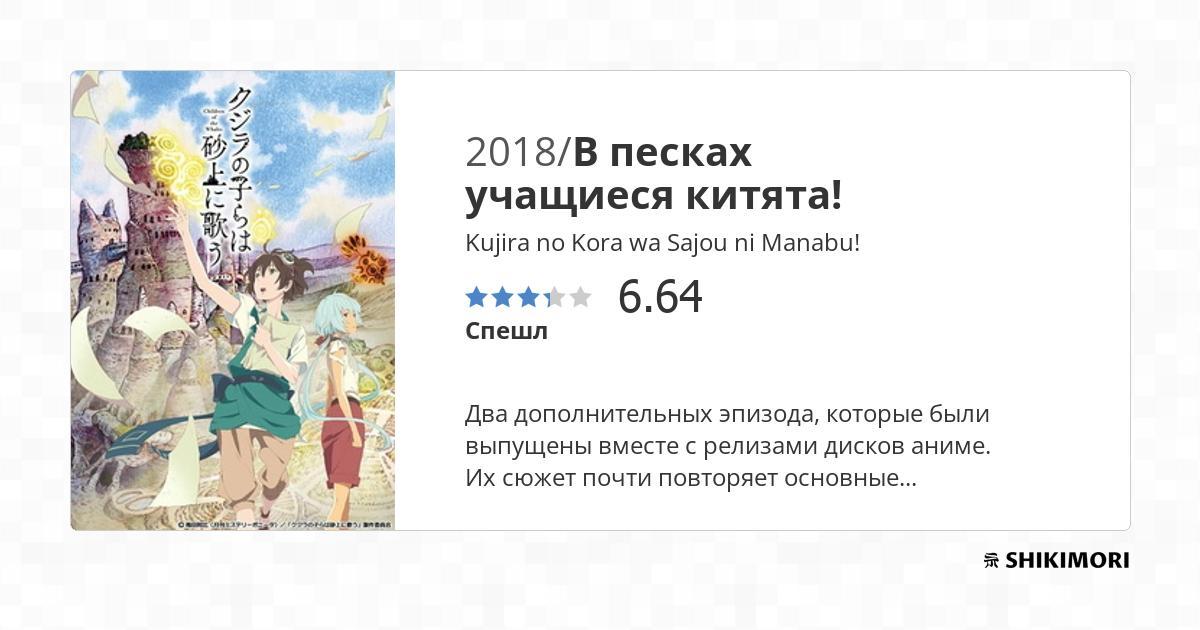 クジラの子らは
砂上に歌う
Children
of the
Whales
2018/В песках
учащиеся китята!
Kujira no Kora wa Sajou ni Manabu!
6.64
Спешл
Два дополнительных эпизода, которые были
выпущены вместе с релизами дисков аниме.
Их сюжет почти повторяет основные...
SHIKIMORI